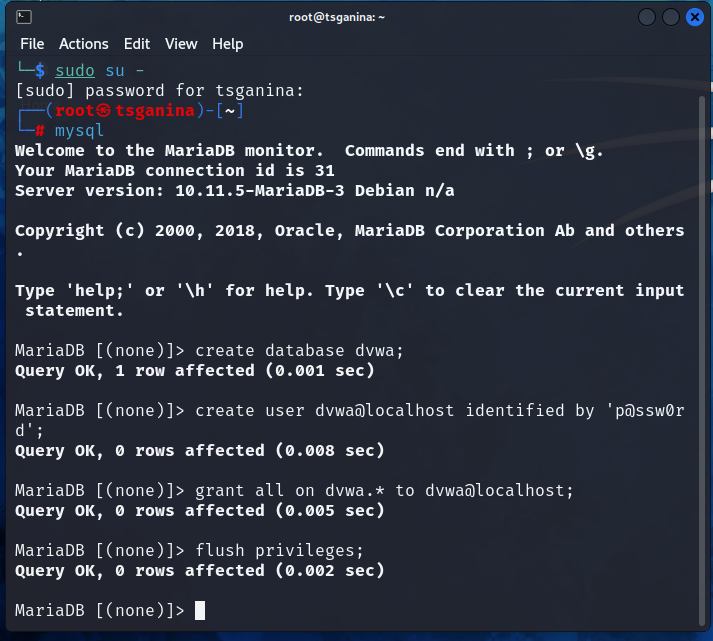 root@tsganina: ~
File Actions Edit View Help
└─$ sudo su -
[sudo] password for tsganina:
┌──(root㉿tsganina)-[~]
└─# mysql
Welcome to the MariaDB monitor.  Commands end with ; or \g.
Your MariaDB connection id is 31
Server version: 10.11.5-MariaDB-3 Debian n/a
Copyright (c) 2000, 2018, Oracle, MariaDB Corporation Ab and others
.
Type 'help;' or '\h' for help. Type '\c' to clear the current input
 statement.
MariaDB [(none)]> create database dvwa;
Query OK, 1 row affected (0.001 sec)
MariaDB [(none)]> create user dvwa@localhost identified by 'p@ssw0r
d';
Query OK, 0 rows affected (0.008 sec)
MariaDB [(none)]> grant all on dvwa.* to dvwa@localhost;
Query OK, 0 rows affected (0.005 sec)
MariaDB [(none)]> flush privileges;
Query OK, 0 rows affected (0.002 sec)
MariaDB [(none)]>